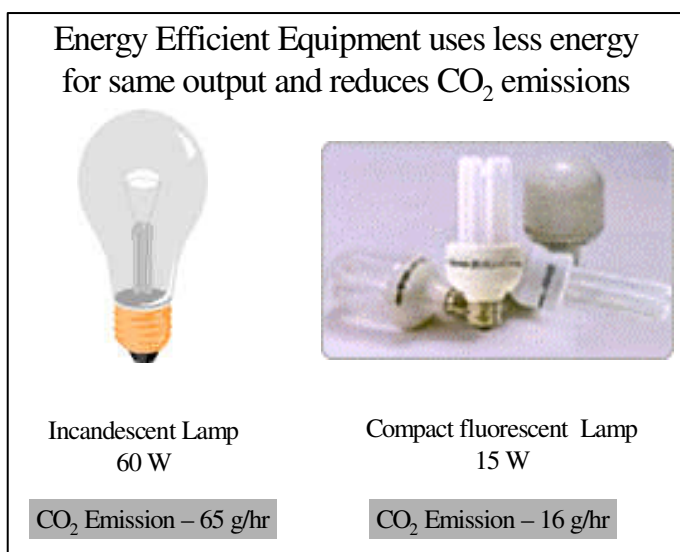 Energy Efficient Equipment uses less energy
for same output and reduces CO₂ emissions
Incandescent Lamp
60 W
Compact fluorescent Lamp
15 W
CO₂ Emission – 65 g/hr
CO₂ Emission – 16 g/hr